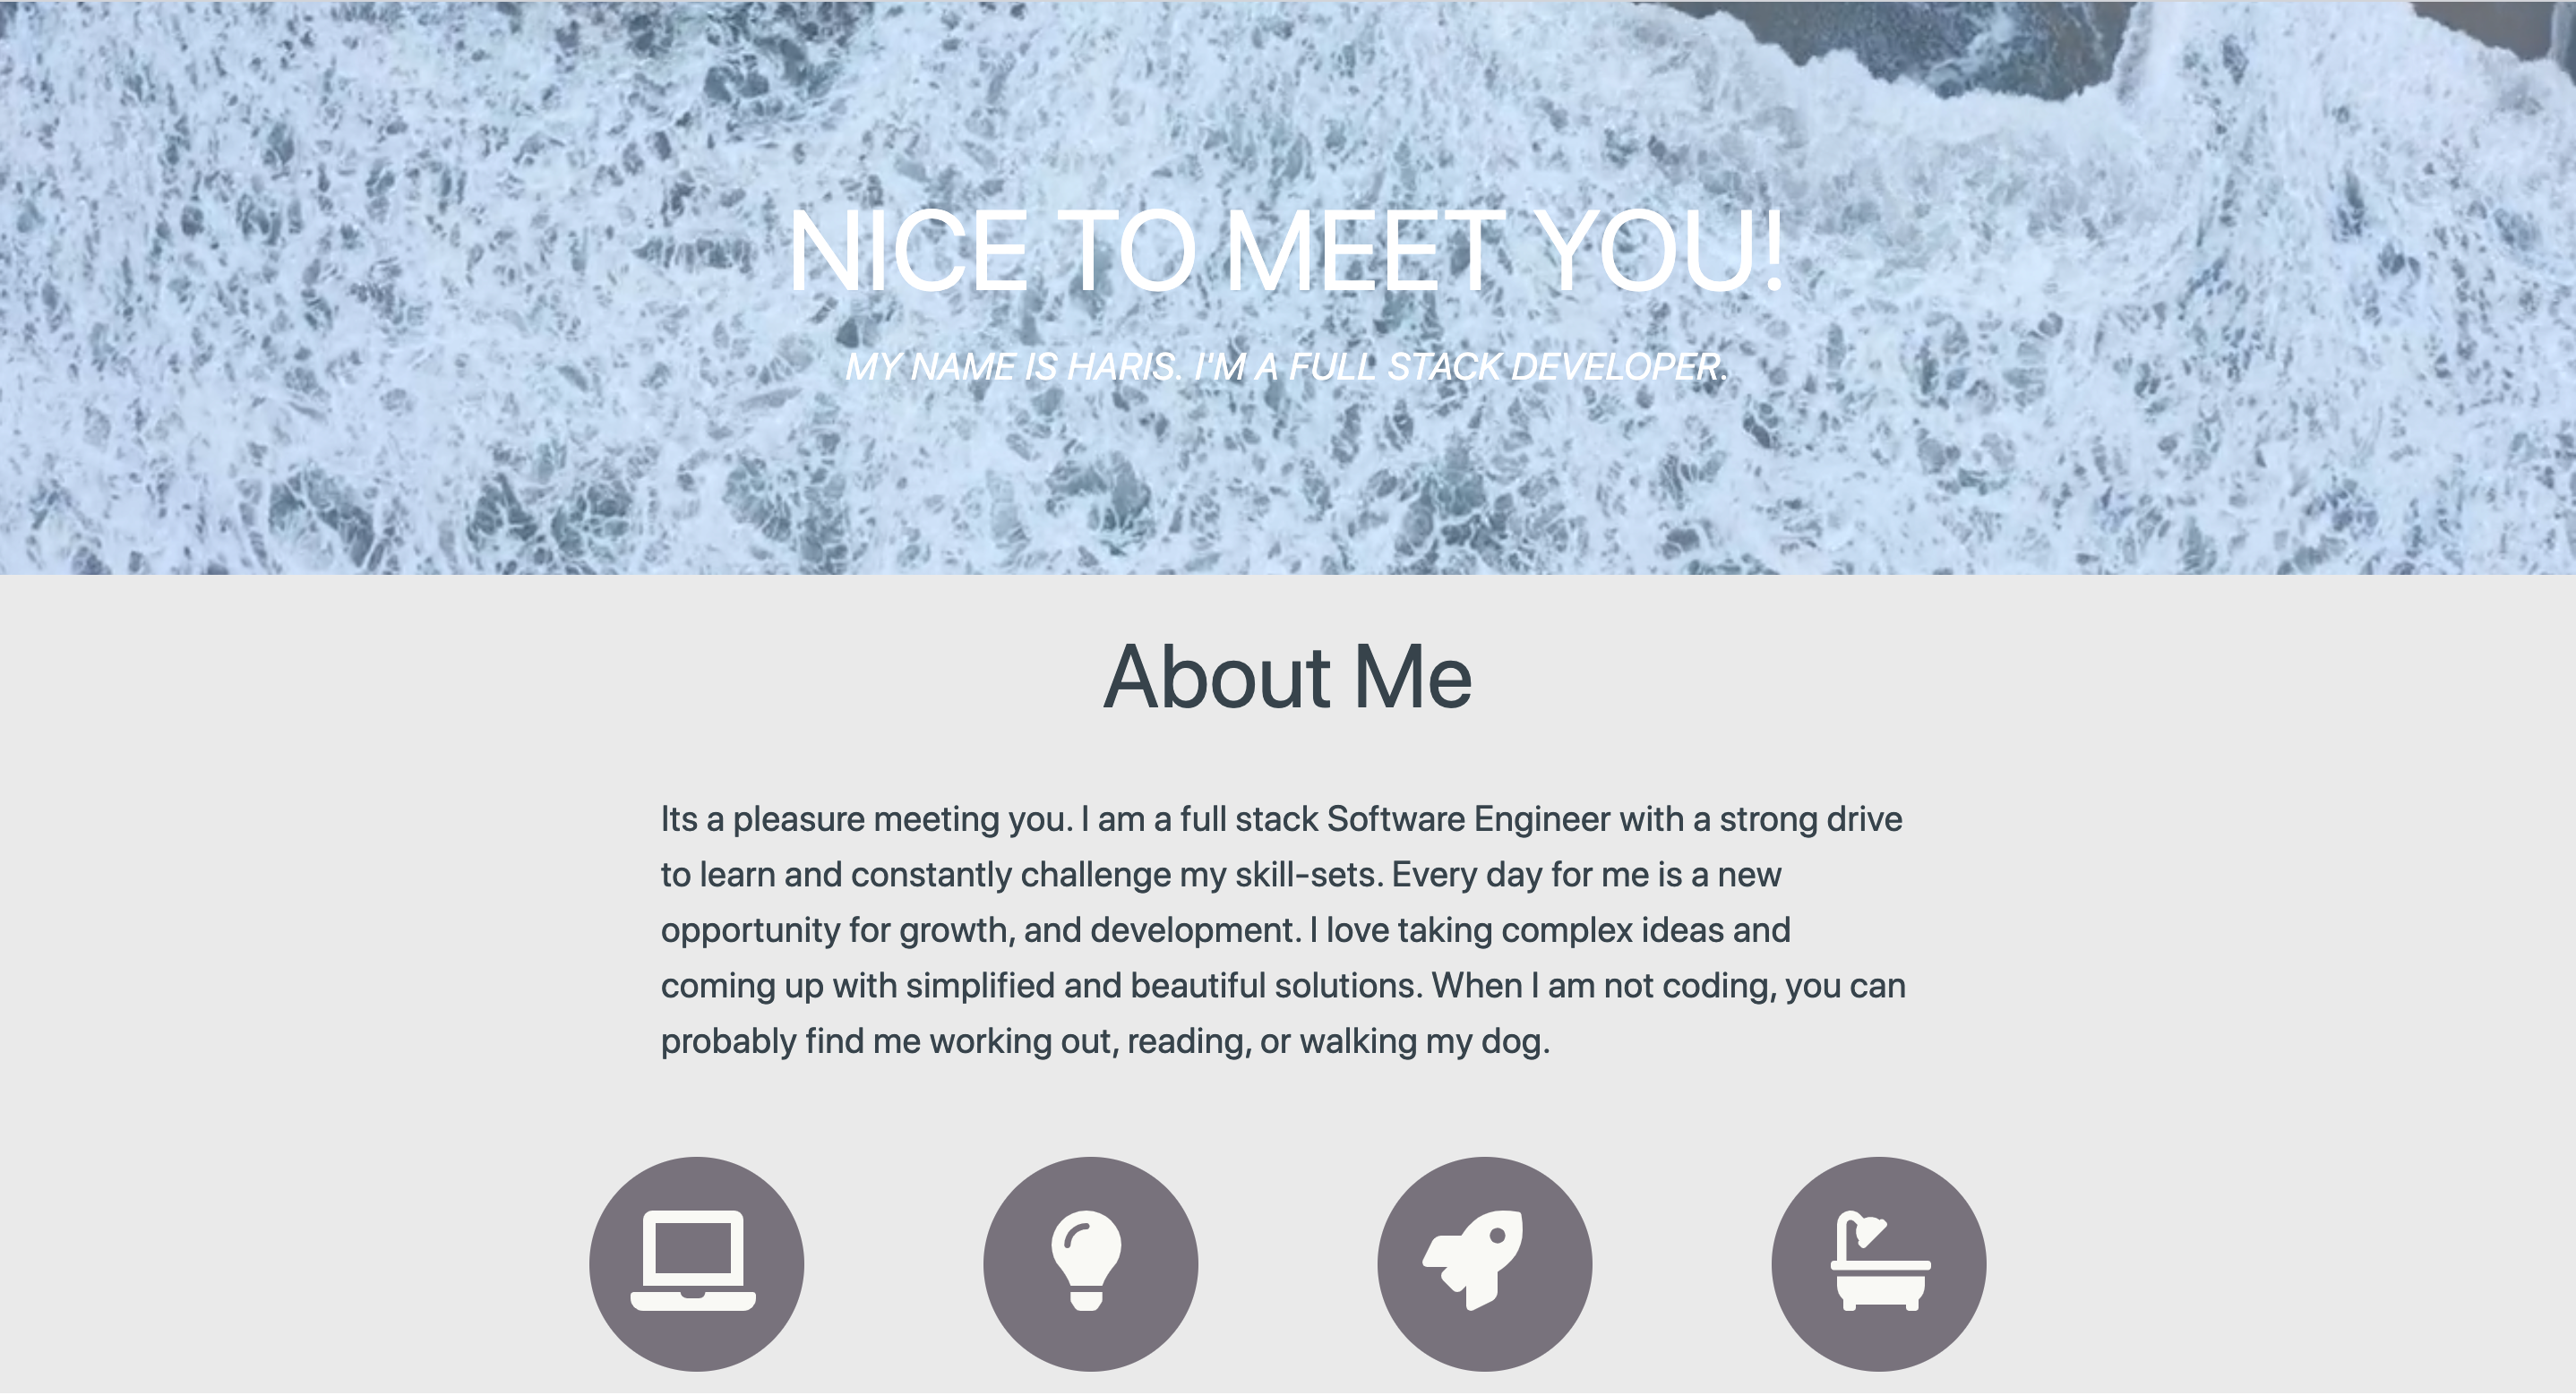 NICE TO MEET YOU!
MY NAME IS HARIS. I'M A FULL STACK DEVELOPER.
About Me
Its a pleasure meeting you. I am a full stack Software Engineer with a strong drive
to learn and constantly challenge my skill-sets. Every day for me is a new
opportunity for growth, and development. I love taking complex ideas and
coming up with simplified and beautiful solutions. When I am not coding, you can
probably find me working out, reading, or walking my dog.